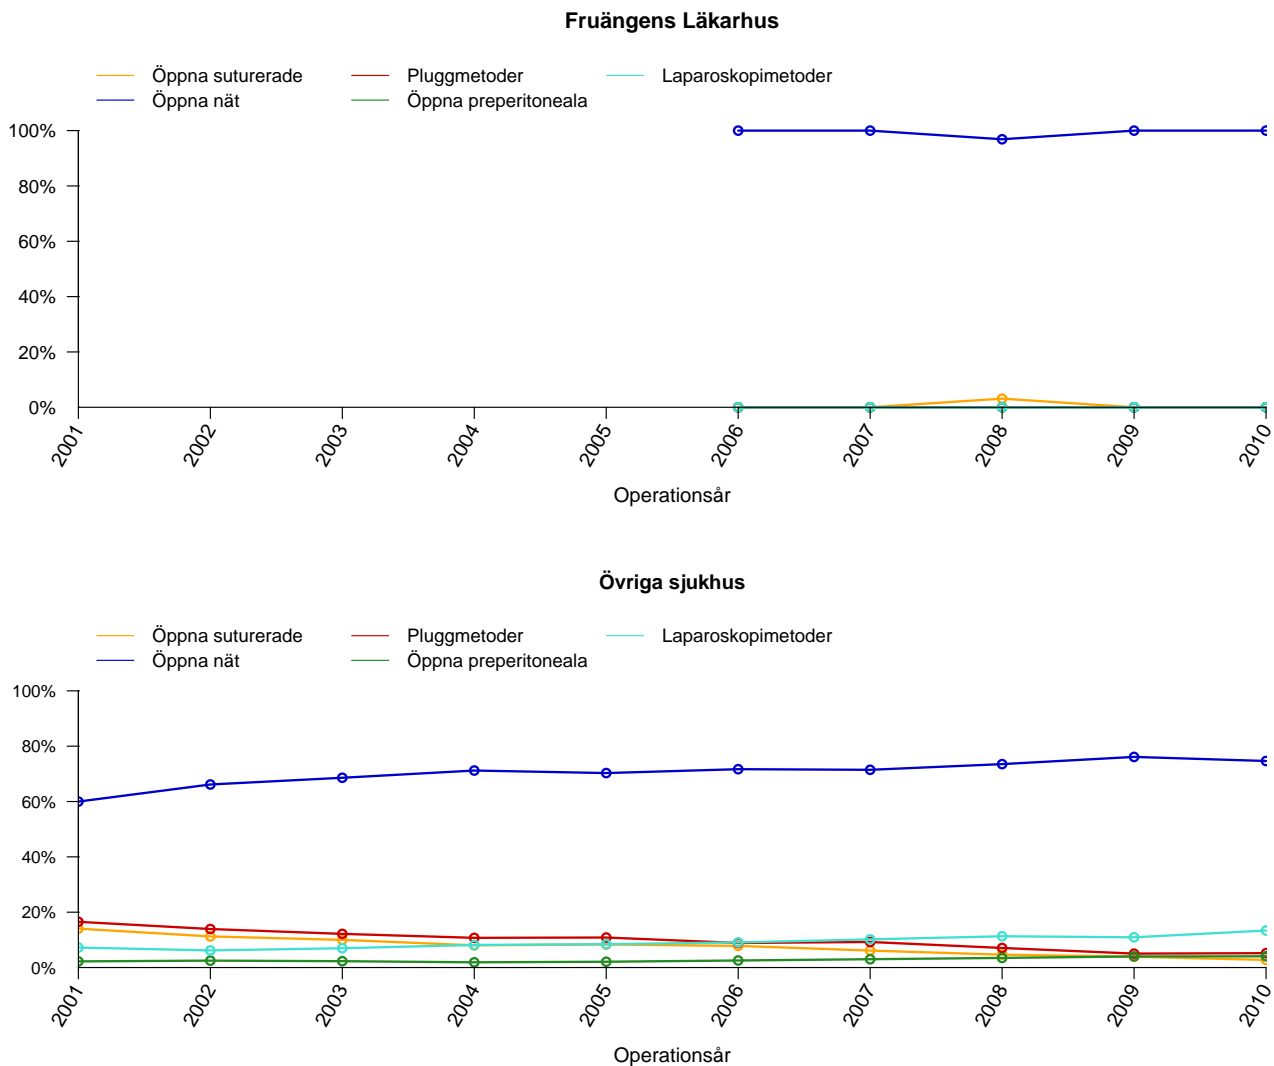 Fruängens Läkarhus
Öppna suturerade Pluggmetoder Laparoskopimetoder
Öppna nät Öppna preperitoneala
100%
80%
60%
40%
20%
0%
2001 2002 2003 2004 2005 2006 2007 2008 2009 2010
Operationsår
Övriga sjukhus
Öppna suturerade Pluggmetoder Laparoskopimetoder
Öppna nät Öppna preperitoneala
100%
80%
60%
40%
20%
0%
2001 2002 2003 2004 2005 2006 2007 2008 2009 2010
Operationsår